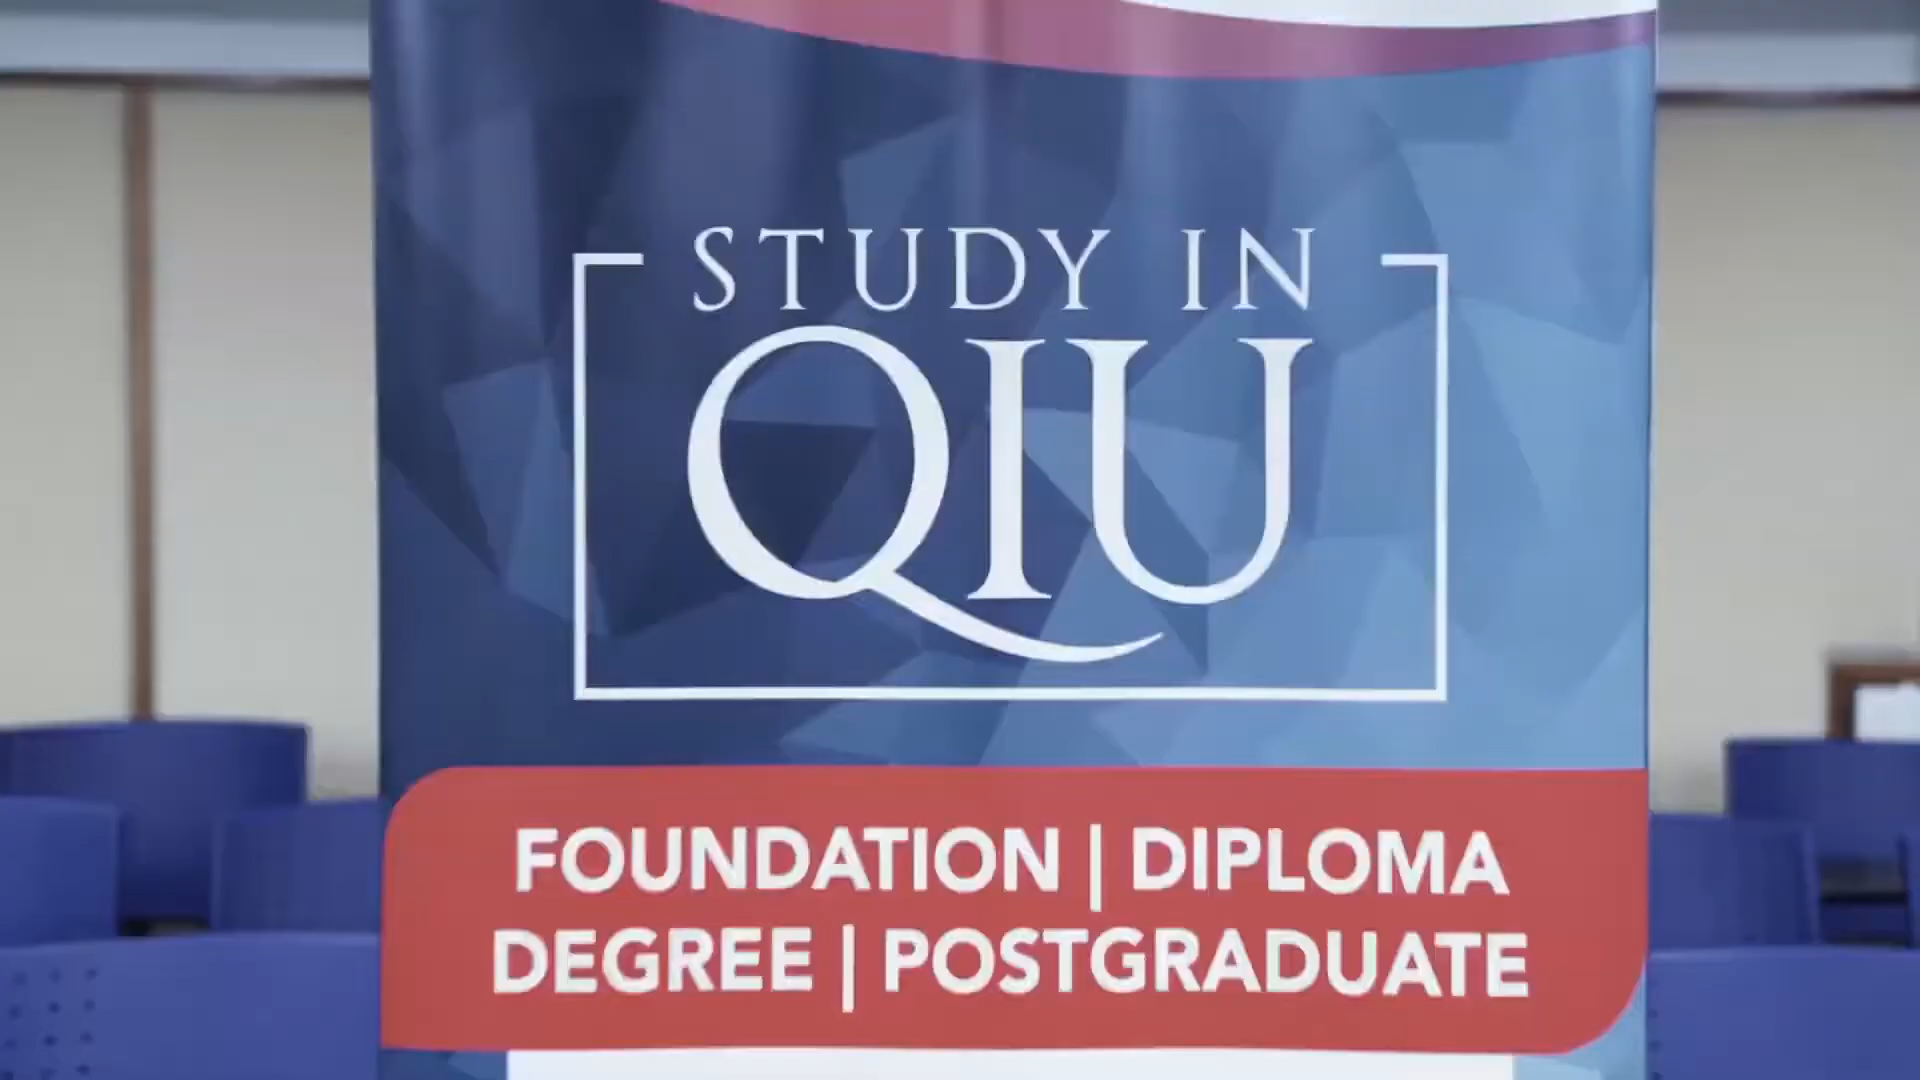 STUDY IN
QIU
FOUNDATION | DIPLOMA
DEGREE | POSTGRADUATE